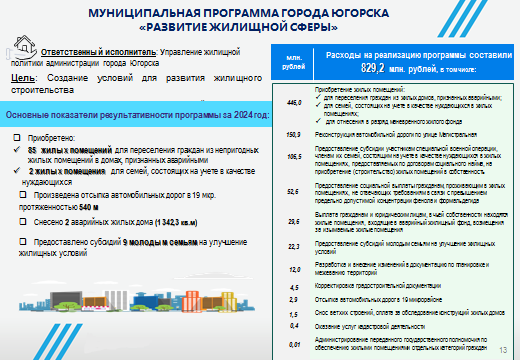 МУНИЦИПАЛЬНАЯ ПРОГРАММА ГОРОДА ЮГОРСКА
«РАЗВИТИЕ ЖИЛИЩНОЙ СФЕРЫ»
Ответственный исполнитель: Управление жилищной
политики администрации города Югорска
Цель: Создание условий для развития жилищного
строительства
Основные показатели результативности программы за 2024 год:
Приобретено:
85 жилых помещений для переселения граждан из непригодных
жилых помещений в домах, признанных аварийными
2 жилых помещения для семей, состоящих на учете в качестве
нуждающихся
Произведена отсыпка автомобильных дорог в 19 мкр.
протяженностью 540 м
Снесено 2 аварийных жилых дома (1 342,3 кв.м)
Предоставлено субсидий 9 молодым семьям на улучшение
жилищных условий
млн.
рублей
Расходы на реализацию программы составили
829,2 млн. рублей, в том числе:
446,0
Приобретение жилых помещений:
для переселения граждан из жилых домов, признанных аварийными;
для семей, состоящих на учете в качестве нуждающихся в жилых
помещениях;
для отнесения в разряд маневренного жилого фонда
150,9 Реконструкция автомобильной дороги по улице Магистральная
106,5
Предоставление субсидии участникам специальной военной операции,
членам их семей, состоящим на учете в качестве нуждающихся в жилых
помещениях, предоставляемых по договорам социального найма, на
приобретение (строительство) жилых помещений в собственность
52,6
Предоставление социальной выплаты гражданам, проживающим в жилых
помещениях, не отвечающих требованиям в связи с превышением
предельно допустимой концентрации фенола и формальдегида
29,6
Выплата гражданам и юридическим лицам, в чьей собственности находятся
жилые помещения, входящие в аварийный жилищный фонд, возмещения
за изымаемые жилые помещения
22,3
Предоставление субсидий молодым семьям на улучшение жилищных
условий
12,0
Разработка и внесение изменений в документацию по планировке и
межеванию территорий
4,5 Корректировка градостроительной документации
2,9 Отсыпка автомобильных дорог в 19 микрорайоне
1,5 Снос ветхих строений, оплата за обследование конструкций жилых домов
0,4 Оказание услуг кадастровой деятельности
0,01
Администрирование переданного государственного полномочия по
обеспечению жилыми помещениями отдельных категорий граждан
13